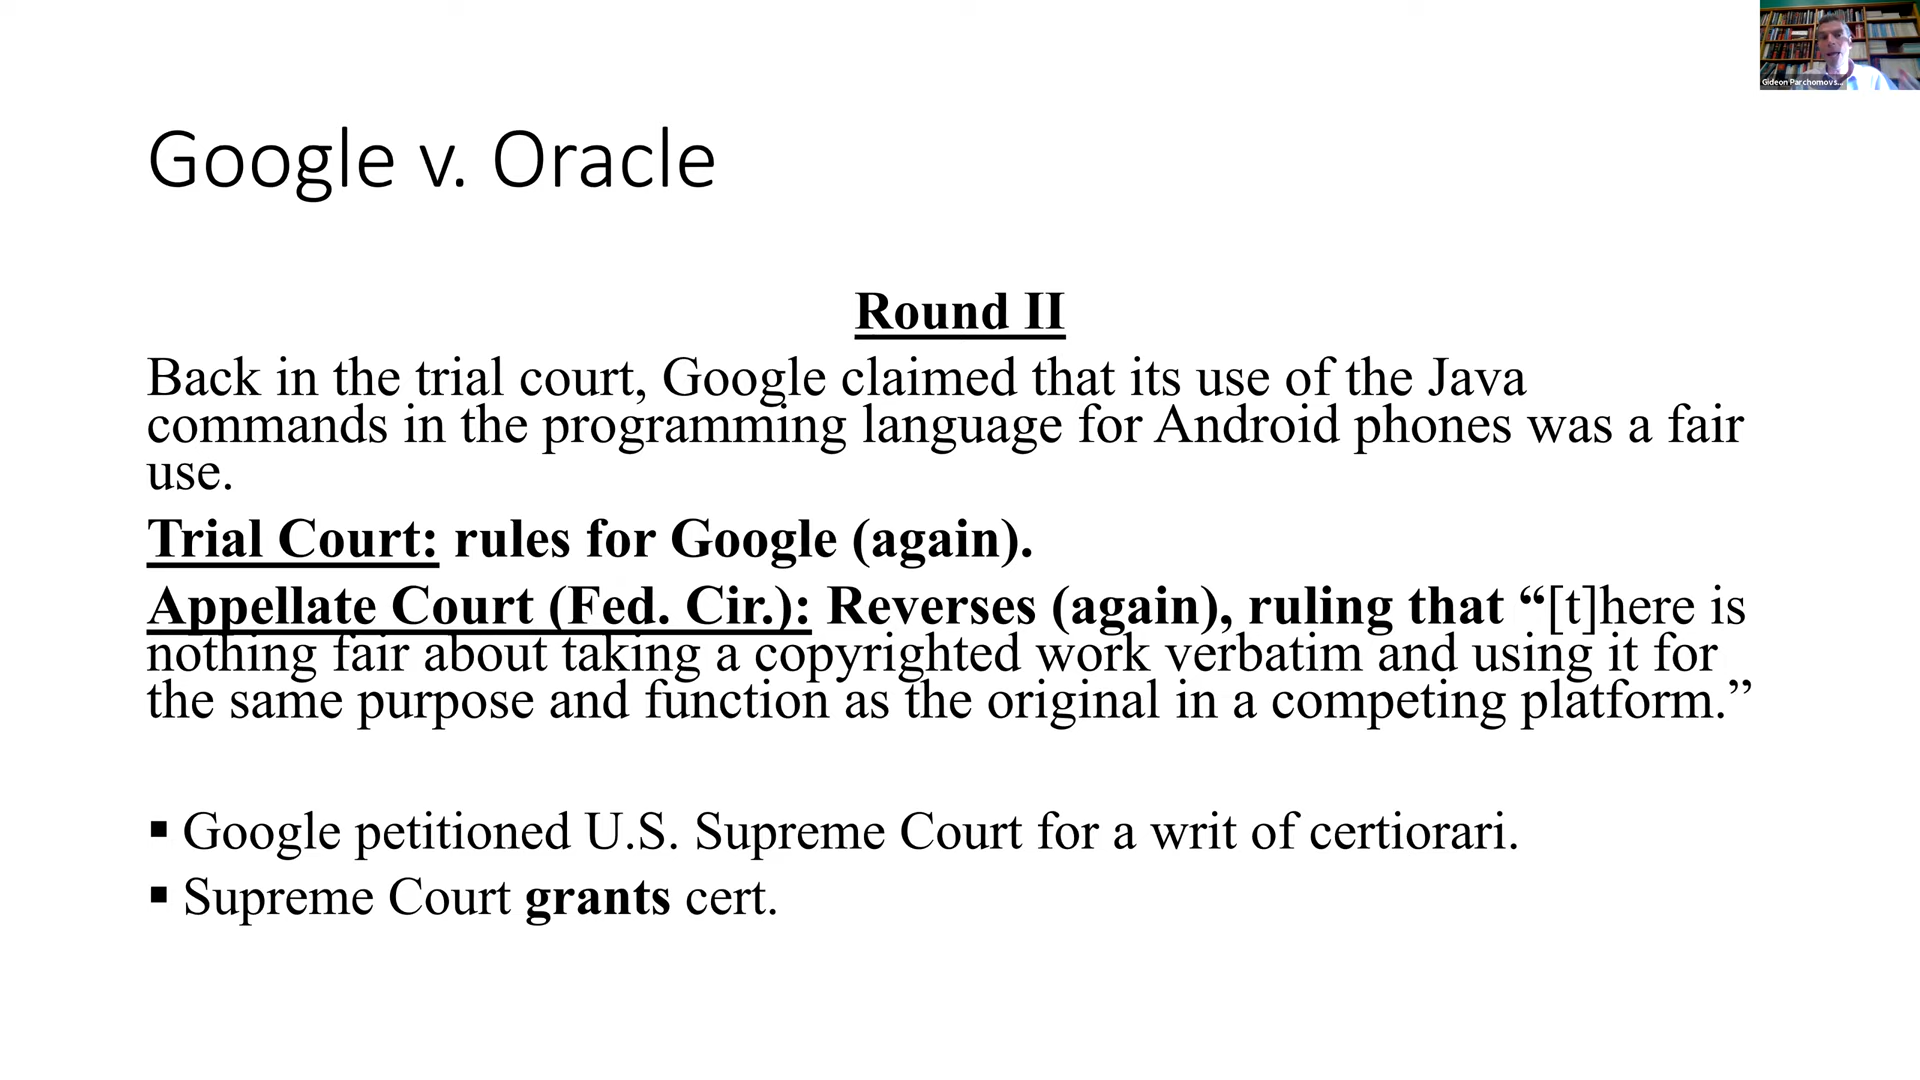 Gideon Parchomovs...
Google v. Oracle
Round II
Back in the trial court, Google claimed that its use of the Java
commands in the programming language for Android phones was a fair
use.
Trial Court: rules for Google (again).
Appellate Court (Fed. Cir.): Reverses (again), ruling that “[t]here is
nothing fair about taking a copyrighted work verbatim and using it for
the same purpose and function as the original in a competing platform.”
▪ Google petitioned U.S. Supreme Court for a writ of certiorari.
▪ Supreme Court grants cert.